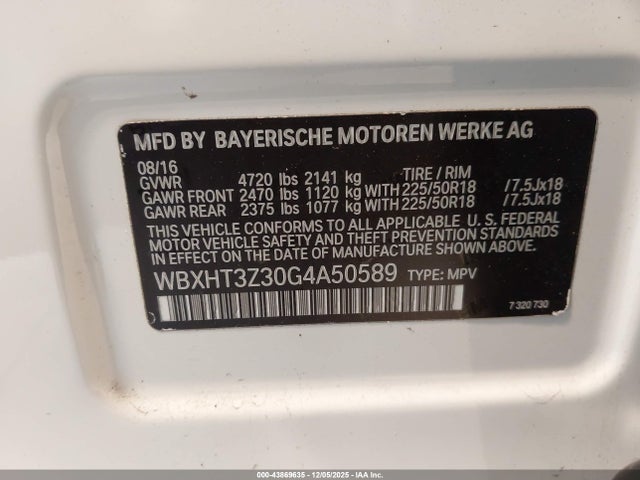 MFD BY BAYERISCHE MOTOREN WERKE AG
08/16
GVWR 4720 lbs 2141 kg TIRE / RIM
GAWR FRONT 2470 lbs 1120 kg WITH 225/50R18 /7.5Jx18
GAWR REAR 2375 lbs 1077 kg WITH 225/50R18 /7.5Jx18
THIS VEHICLE CONFORMS TO ALL APPLICABLE U. S. FEDERAL
MOTOR VEHICLE SAFETY AND THEFT PREVENTION STANDARDS
IN EFFECT ON THE DATE OF MANUFACTURE SHOWN ABOVE.
WBXHT3Z30G4A50589 TYPE: MPV
7 320 730
000-43869635 - 12/05/2025 - IAA Inc.